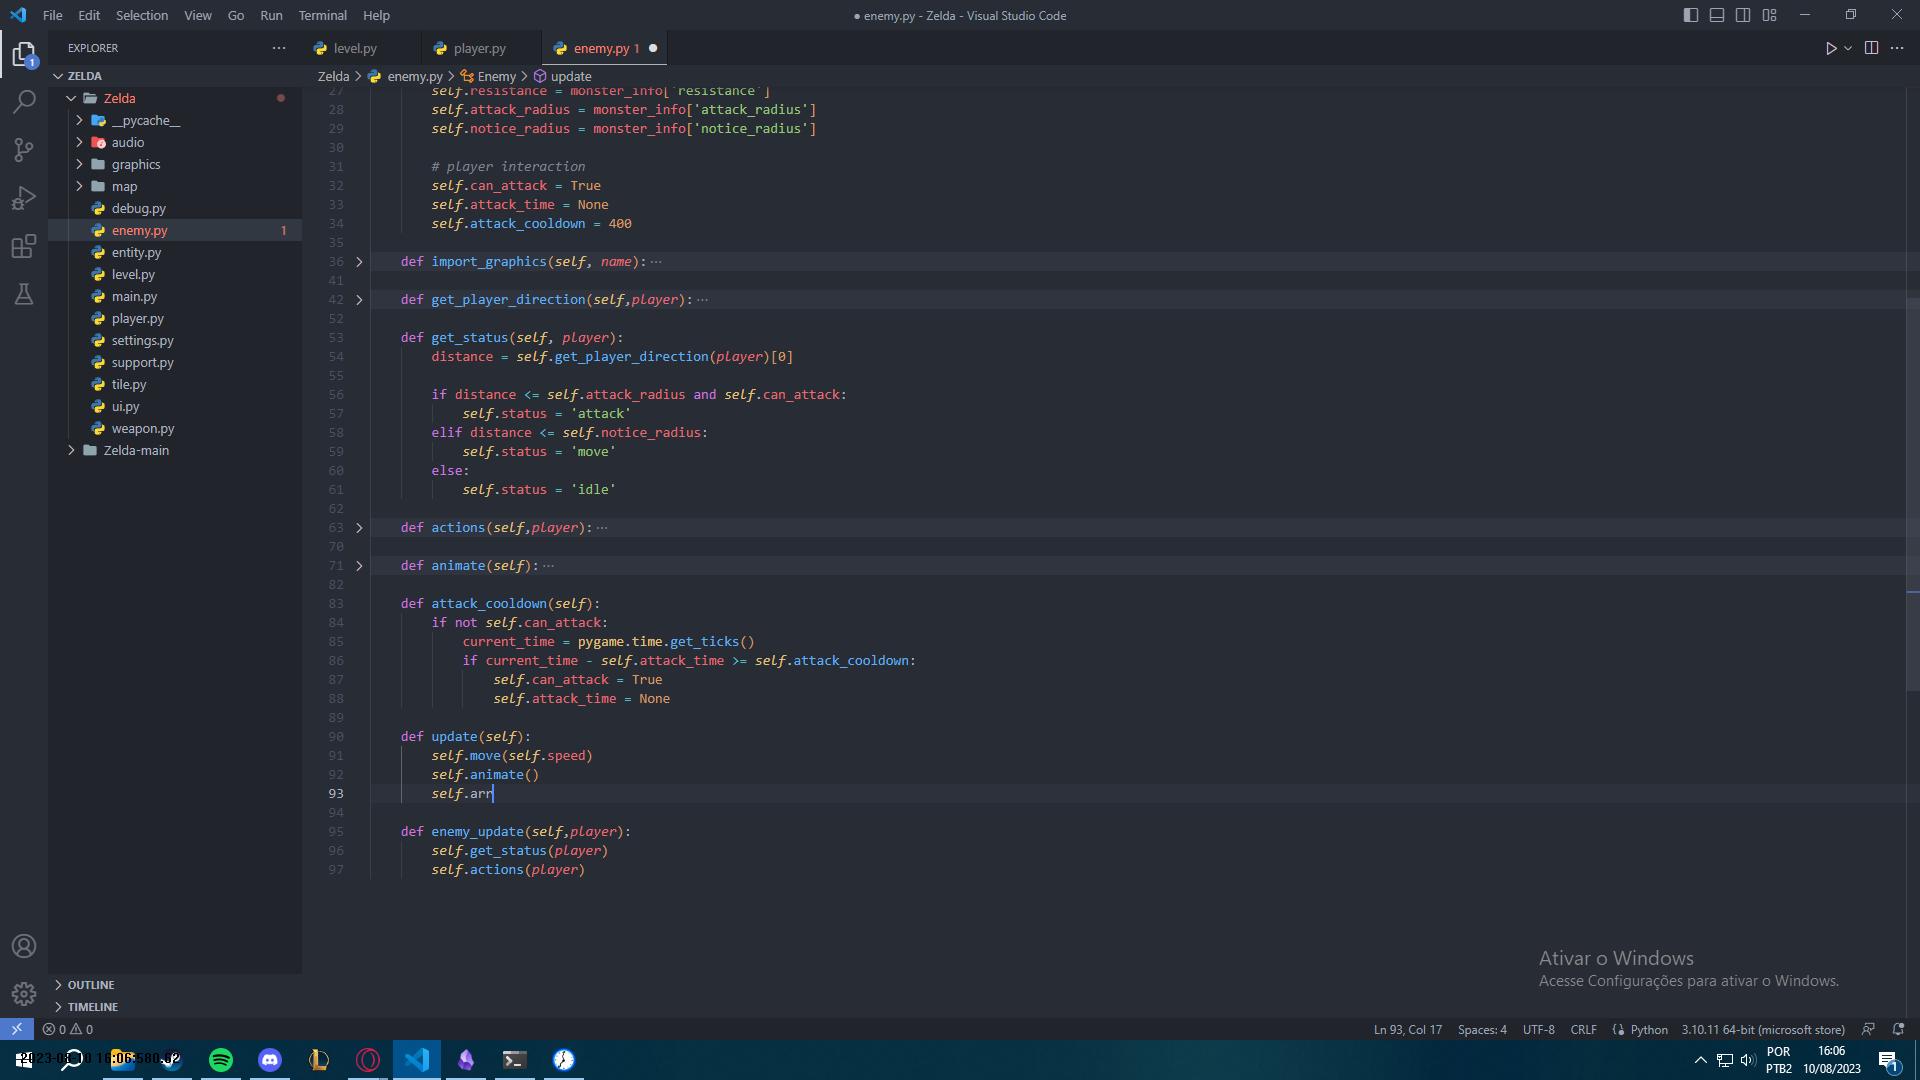 File Edit Selection View Go Run Terminal Help
● enemy.py - Zelda - Visual Studio Code
EXPLORER
level.py
player.py
enemy.py 1
ZELDA
Zelda > enemy.py > Enemy > update
Zelda
__pycache__
audio
graphics
map
debug.py
enemy.py 1
entity.py
level.py
main.py
player.py
settings.py
support.py
tile.py
ui.py
weapon.py
Zelda-main
OUTLINE
TIMELINE
27 self.resistance = monster_info['resistance']
28 self.attack_radius = monster_info['attack_radius']
29 self.notice_radius = monster_info['notice_radius']
30
31 # player interaction
32 self.can_attack = True
33 self.attack_time = None
34 self.attack_cooldown = 400
35
36 def import_graphics(self, name):···
41
42 def get_player_direction(self,player):···
52
53 def get_status(self, player):
54 distance = self.get_player_direction(player)[0]
55
56 if distance <= self.attack_radius and self.can_attack:
57 self.status = 'attack'
58 elif distance <= self.notice_radius:
59 self.status = 'move'
60 else:
61 self.status = 'idle'
62
63 def actions(self,player):···
70
71 def animate(self):···
82
83 def attack_cooldown(self):
84 if not self.can_attack:
85 current_time = pygame.time.get_ticks()
86 if current_time - self.attack_time >= self.attack_cooldown:
87 self.can_attack = True
88 self.attack_time = None
89
90 def update(self):
91 self.move(self.speed)
92 self.animate()
93 self.arr
94
95 def enemy_update(self,player):
96 self.get_status(player)
97 self.actions(player)
Ativar o Windows
Acesse Configurações para ativar o Windows.
0 0
Ln 93, Col 17 Spaces: 4 UTF-8 CRLF Python 3.10.11 64-bit (microsoft store)
POR
PTB2
16:06
10/08/2023
1